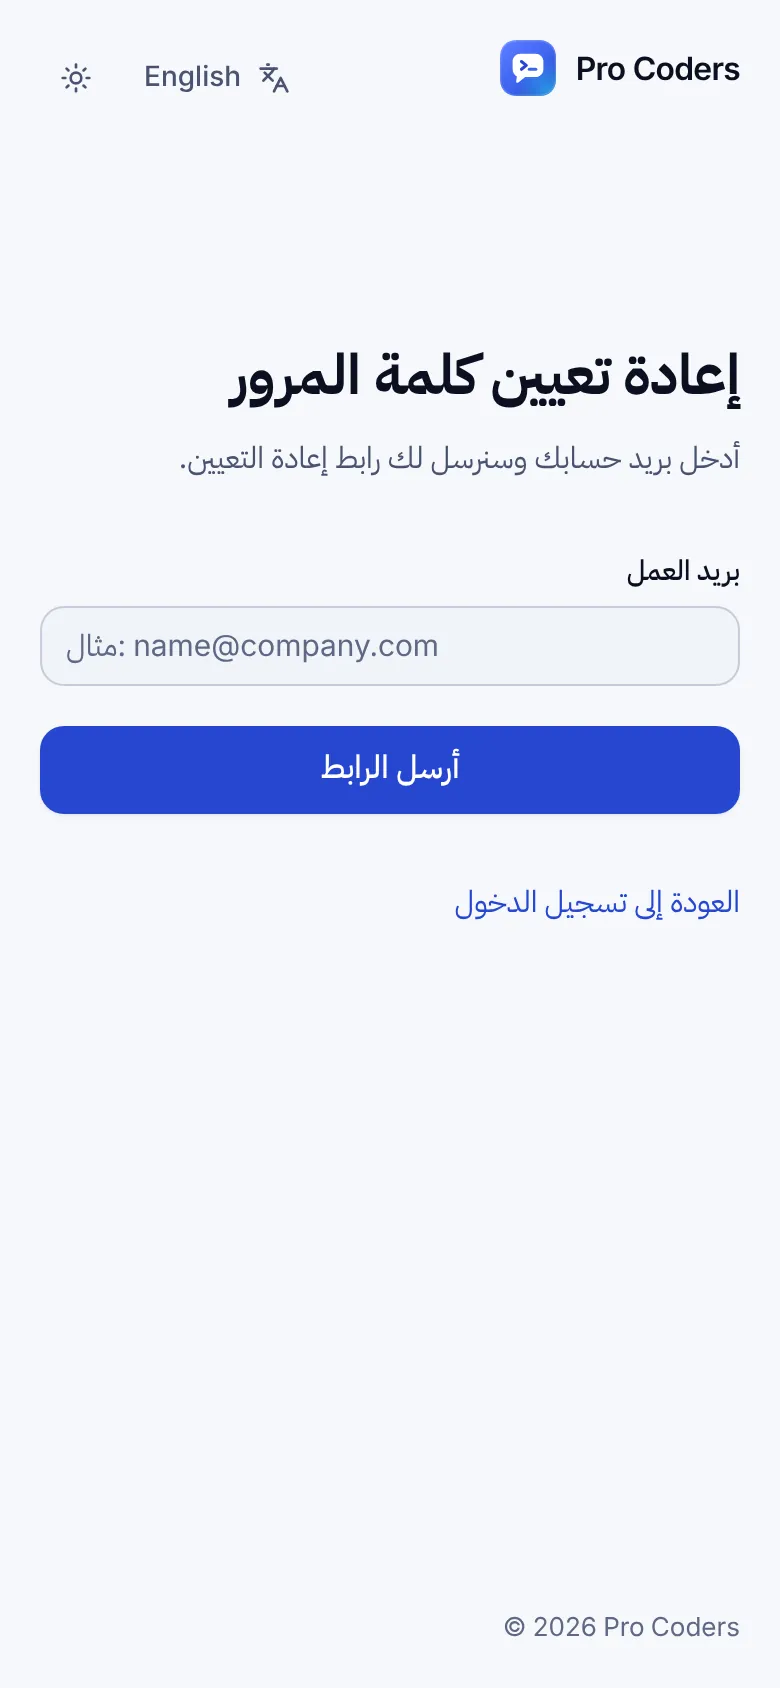 Pro Coders
English
إعادة تعيين كلمة المرور
أدخل بريد حسابك وسنرسل لك رابط إعادة التعيين.
بريد العمل
مثال: name@company.com
أرسل الرابط
العودة إلى تسجيل الدخول
© 2026 Pro Coders